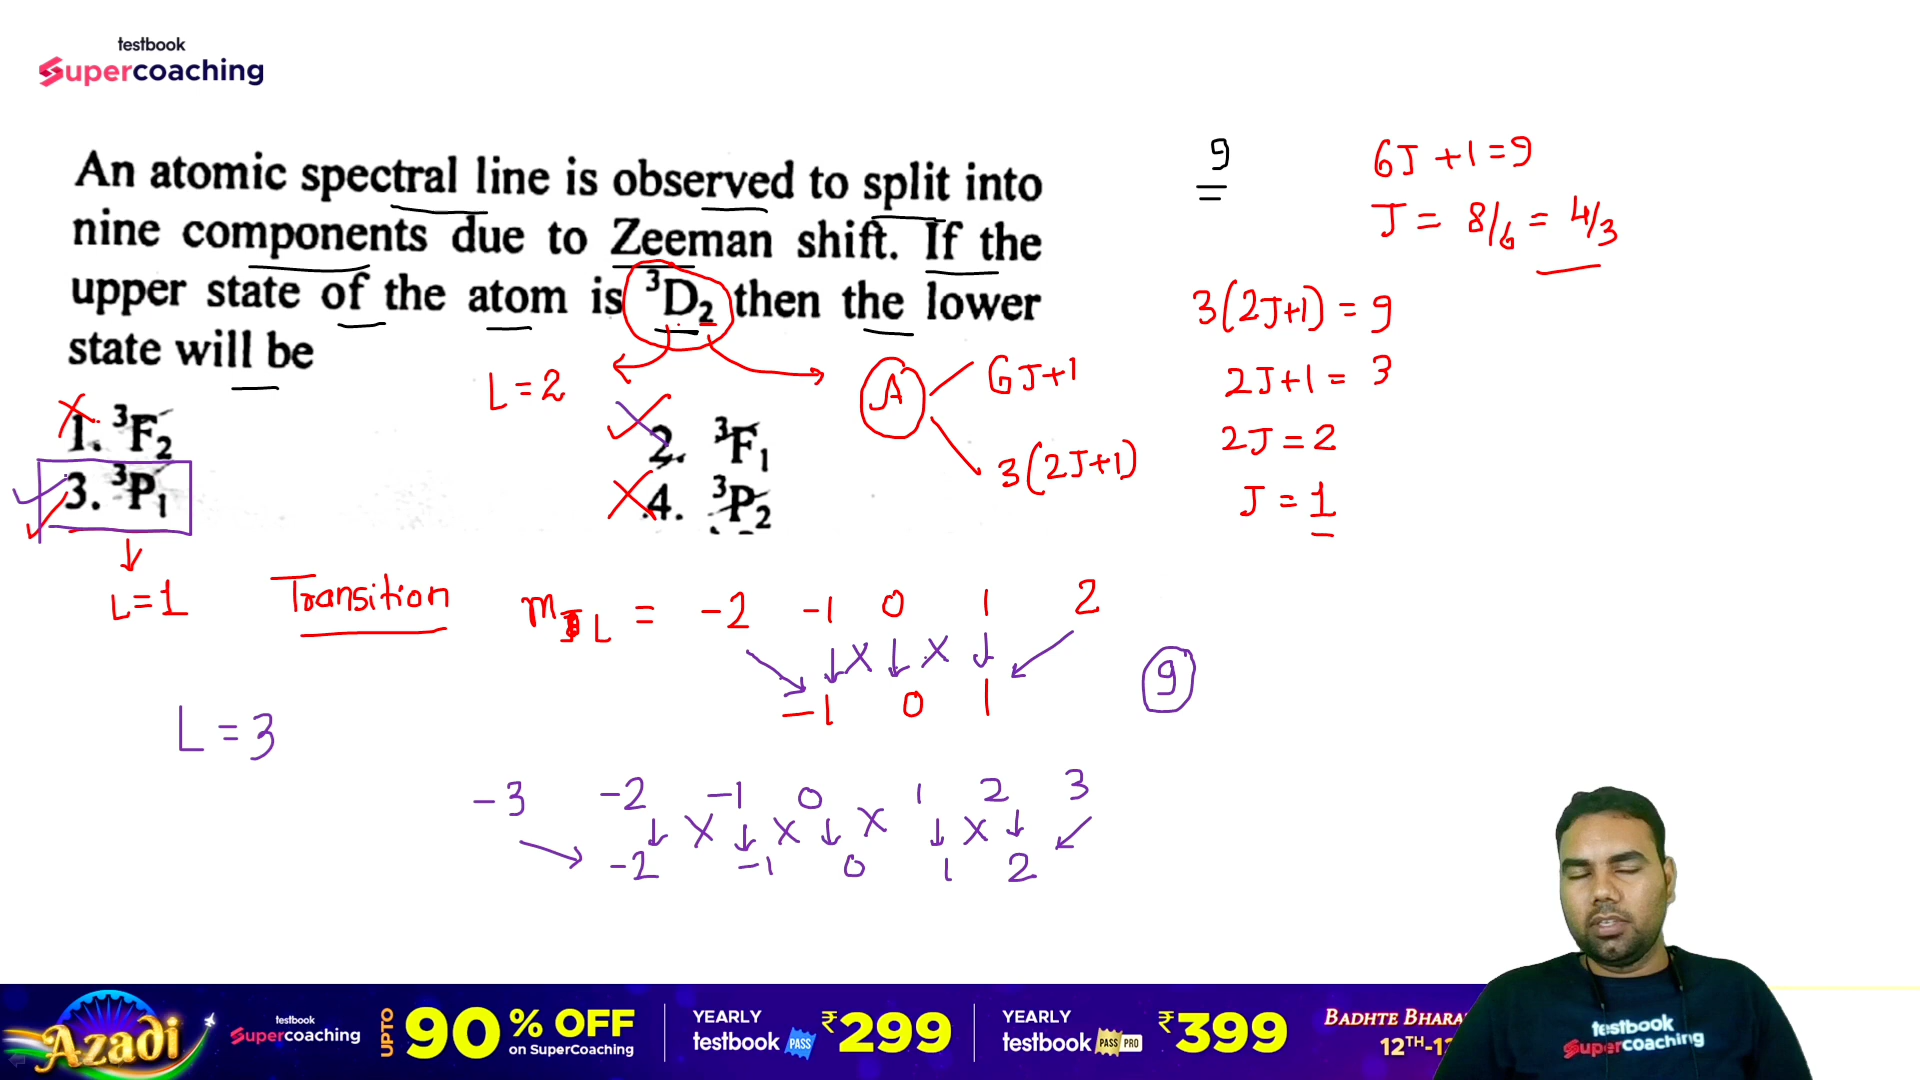 testbook
Supercoaching
An atomic spectral line is observed to split into
nine components due to Zeeman shift. If the
upper state of the atom is ³D₂ then the lower
state will be
1. ³F₂
2. ³F₁
3. ³P₁
4. ³P₂
L = 2
A
6J+1
3(2J+1)
9
6J+1=9
J = 8/6 = 4/3
3(2J+1) = 9
2J+1 = 3
2J = 2
J = 1
L=1
Transition
L = -2 -1 0 1 2
-1 0 1
9
L = 3
-3 -2 -1 0 1 2 3
-2 -1 0 1 2
Azadi
testbook
Supercoaching
UPTO
90% OFF
on SuperCoaching
YEARLY
testbook PASS
₹299
YEARLY
testbook PASS PRO
₹399
BADHTE
12TH
testbook
Supercoaching